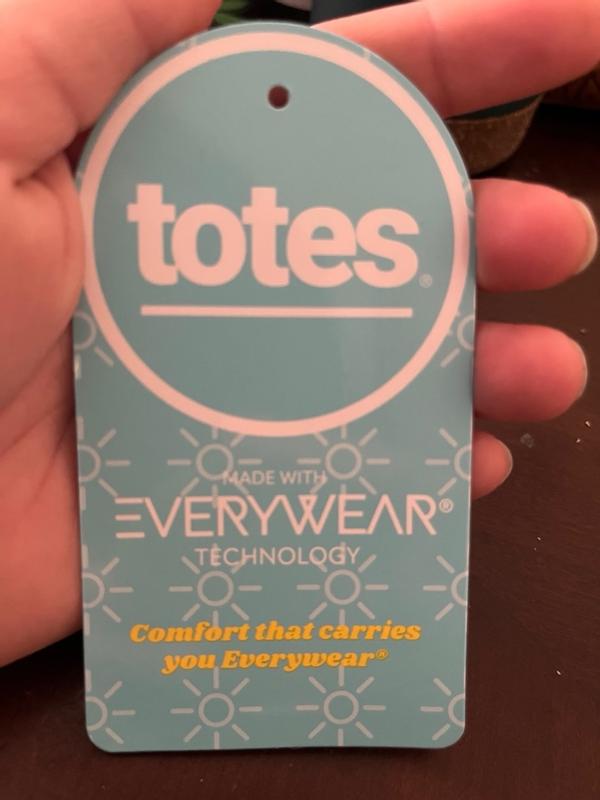 totes®
MADE WITH
EVERYWEAR®
TECHNOLOGY
Comfort that carries
you Everywear®